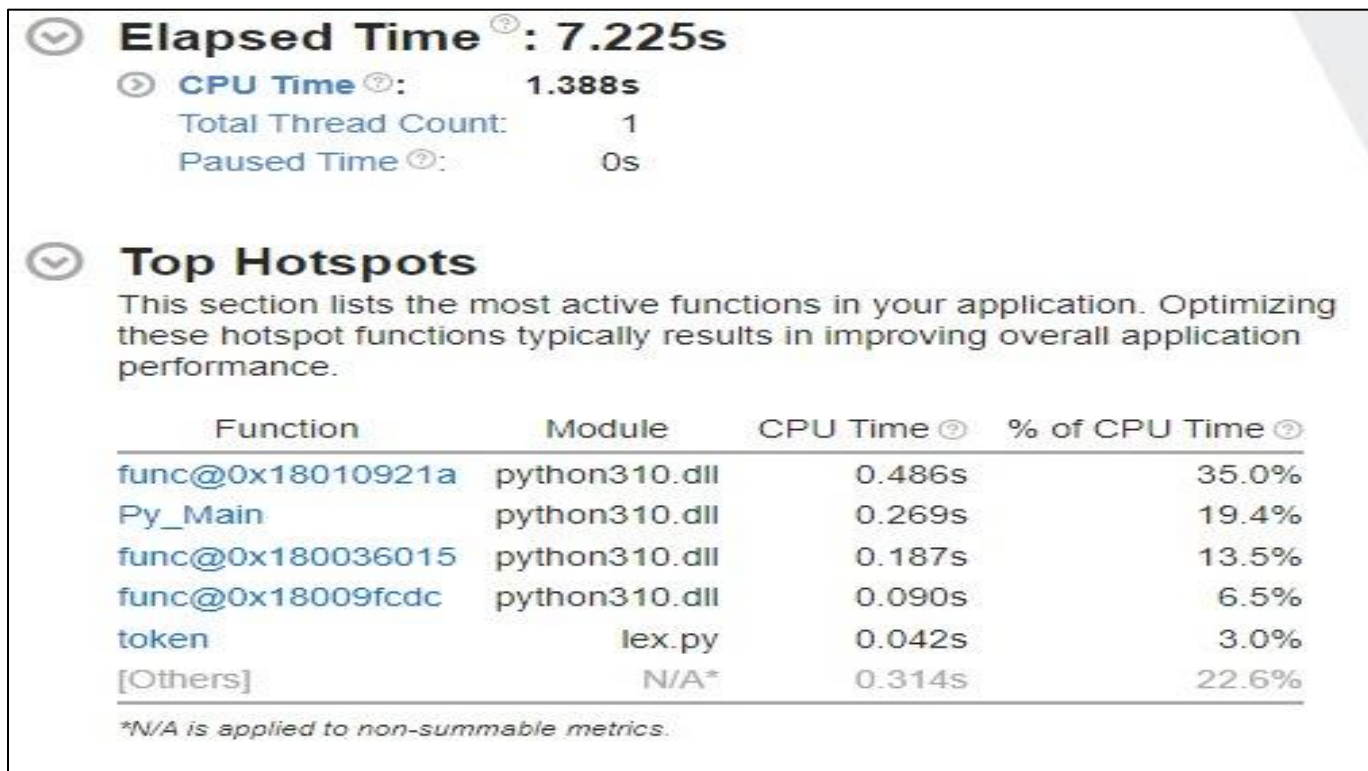 Elapsed Time ?: 7.225s
CPU Time ?: 1.388s
Total Thread Count: 1
Paused Time ?: 0s
Top Hotspots
This section lists the most active functions in your application. Optimizing
these hotspot functions typically results in improving overall application
performance.
Function Module CPU Time ? % of CPU Time ?
func@0x18010921a python310.dll 0.486s 35.0%
Py_Main python310.dll 0.269s 19.4%
func@0x180036015 python310.dll 0.187s 13.5%
func@0x18009fcdc python310.dll 0.090s 6.5%
token lex.py 0.042s 3.0%
[Others] N/A* 0.314s 22.6%
*N/A is applied to non-summable metrics.